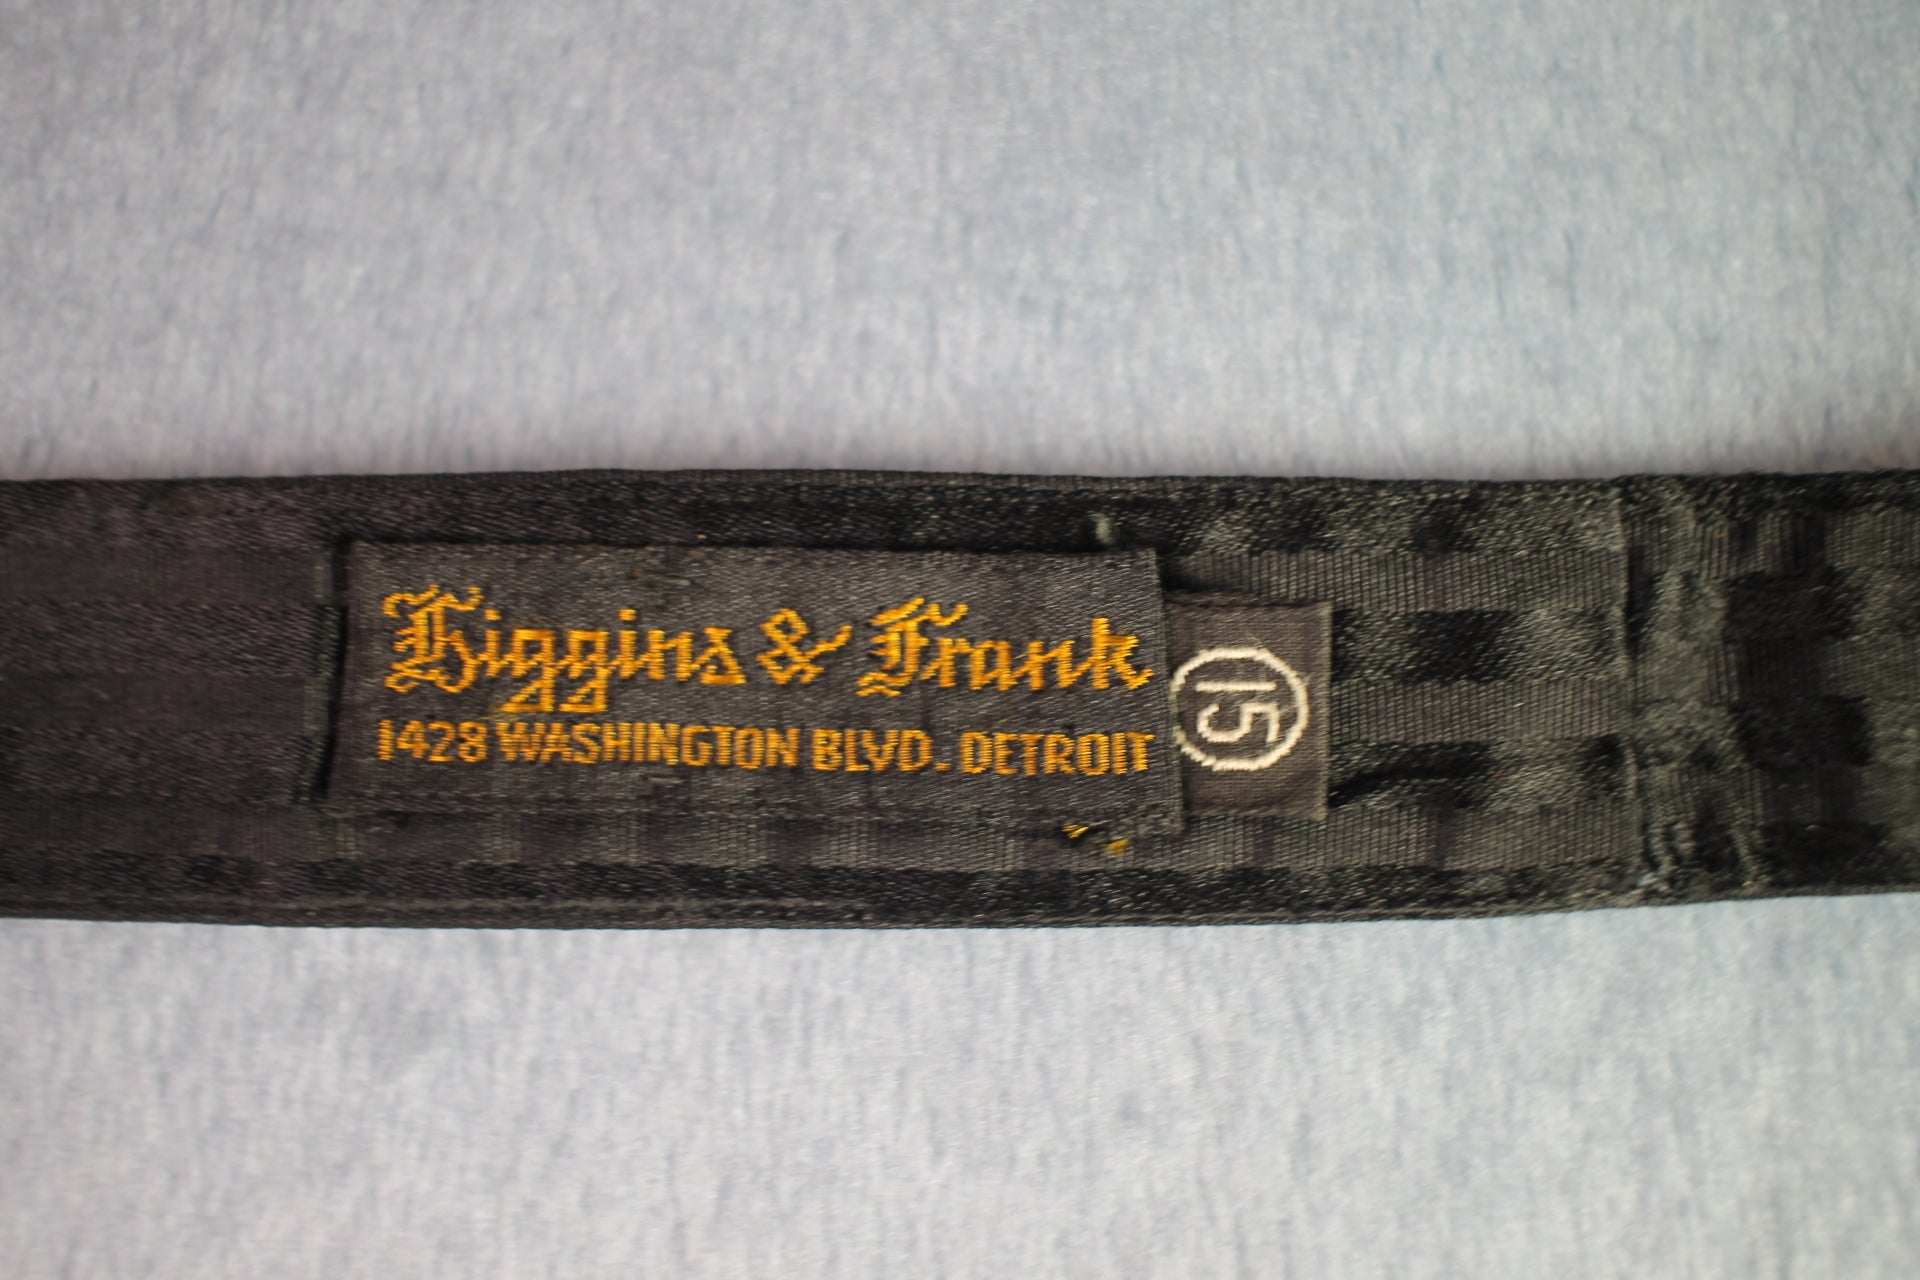 Higgins & Frank
1428 WASHINGTON BLVD. DETROIT
15